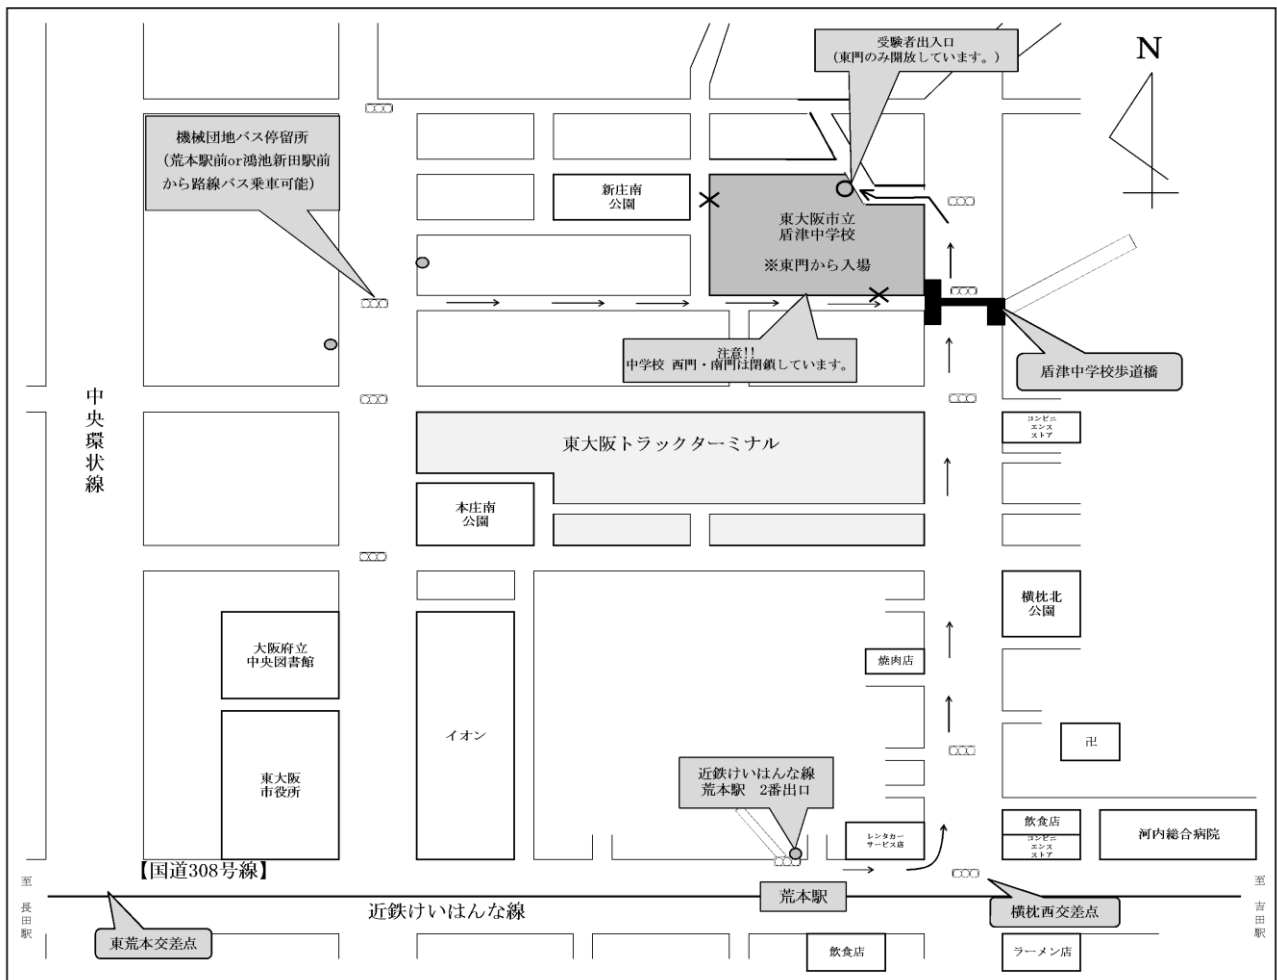 受験者出入口
（東門のみ開放しています。）
N
機械団地バス停留所
（荒本駅前or鴻池新田駅前
から路線バス乗車可能）
新庄南
公園
東大阪市立
盾津中学校
※東門から入場
注意!!
中学校 西門・南門は閉鎖しています。
盾津中学校歩道橋
中央環状線
東大阪トラックターミナル
コンビニ
エンス
ストア
本庄南
公園
横枕北
公園
大阪府立
中央図書館
焼肉店
イオン
卍
東大阪
市役所
近鉄けいはんな線
荒本駅 2番出口
レンタカー
サービス店
飲食店
コンビニ
エンス
ストア
河内総合病院
【国道308号線】
至 長田駅
至 吉田駅
荒本駅
近鉄けいはんな線
横枕西交差点
東荒本交差点
飲食店
ラーメン店